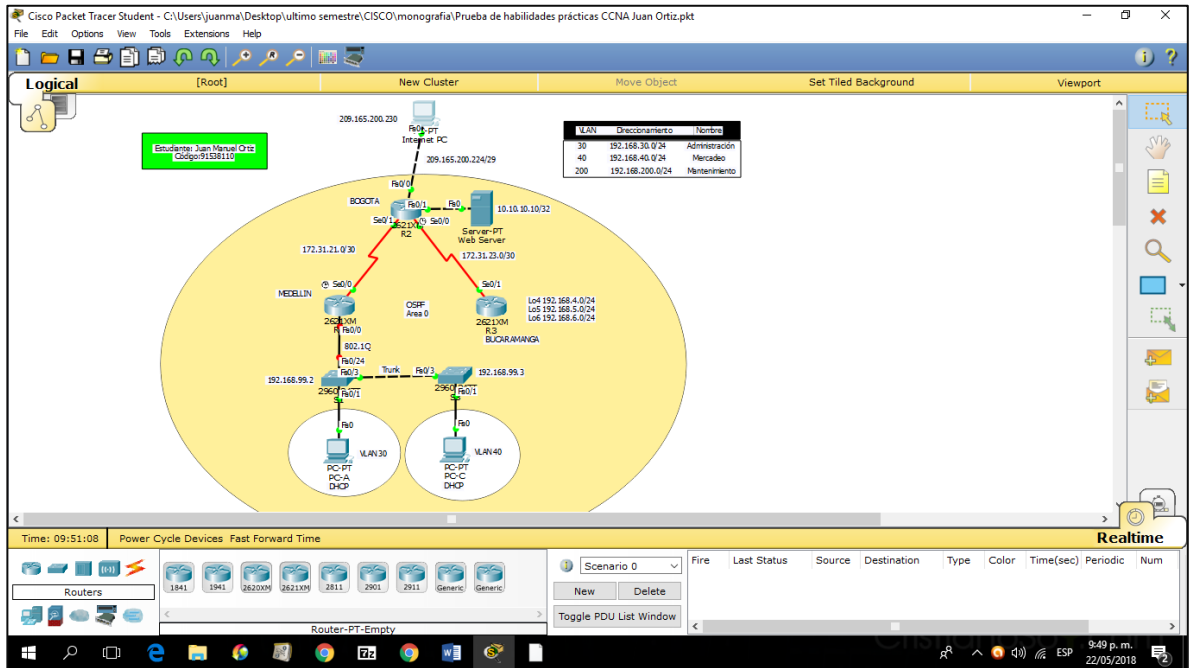 Cisco Packet Tracer Student - C:\Users\juanma\Desktop\ultimo semestre\CISCO\monografia\Prueba de habilidades prácticas CCNA Juan Ortiz.pkt
File Edit Options View Tools Extensions Help
Logical [Root] New Cluster Move Object Set Tiled Background Viewport
Estudiante: Juan Manuel Ortiz
Código:91538110
209.165.200.230
Internet PC
209.165.200.224/29
VLAN Direccionamiento Nombre
30 192.168.30.0/24 Administración
40 192.168.40.0/24 Mercadeo
200 192.168.200.0/24 Mantenimiento
Fa0/0
BOGOTA
Fa0/1
Fa0
10.10.10.10/32
Se0/1
Se0/0
R2
Server-PT
Web Server
172.31.21.0/30
172.31.23.0/30
MEDELLIN
Se0/0
Se0/1
OSPF
Area 0
Lo4 192.168.4.0/24
Lo5 192.168.5.0/24
Lo6 192.168.6.0/24
2621XM
Fa0/0
2621XM
R3
BUCARAMANGA
802.1Q
Fa0/24
Fa0/3
Trunk
Fa0/3
192.168.99.3
192.168.99.2
Fa0/1
Fa0/1
Fa0
Fa0
VLAN 30
VLAN 40
PC-PT
PC-A
DHCP
PC-PT
PC-C
DHCP
Time: 09:51:08 Power Cycle Devices Fast Forward Time Realtime
Routers
1841 1941 2620XM 2621XM 2811 2901 2911 Generic Generic
Router-PT-Empty
Scenario 0
New Delete
Toggle PDU List Window
Fire Last Status Source Destination Type Color Time(sec) Periodic Num
ESP
9:49 p. m.
22/05/2018